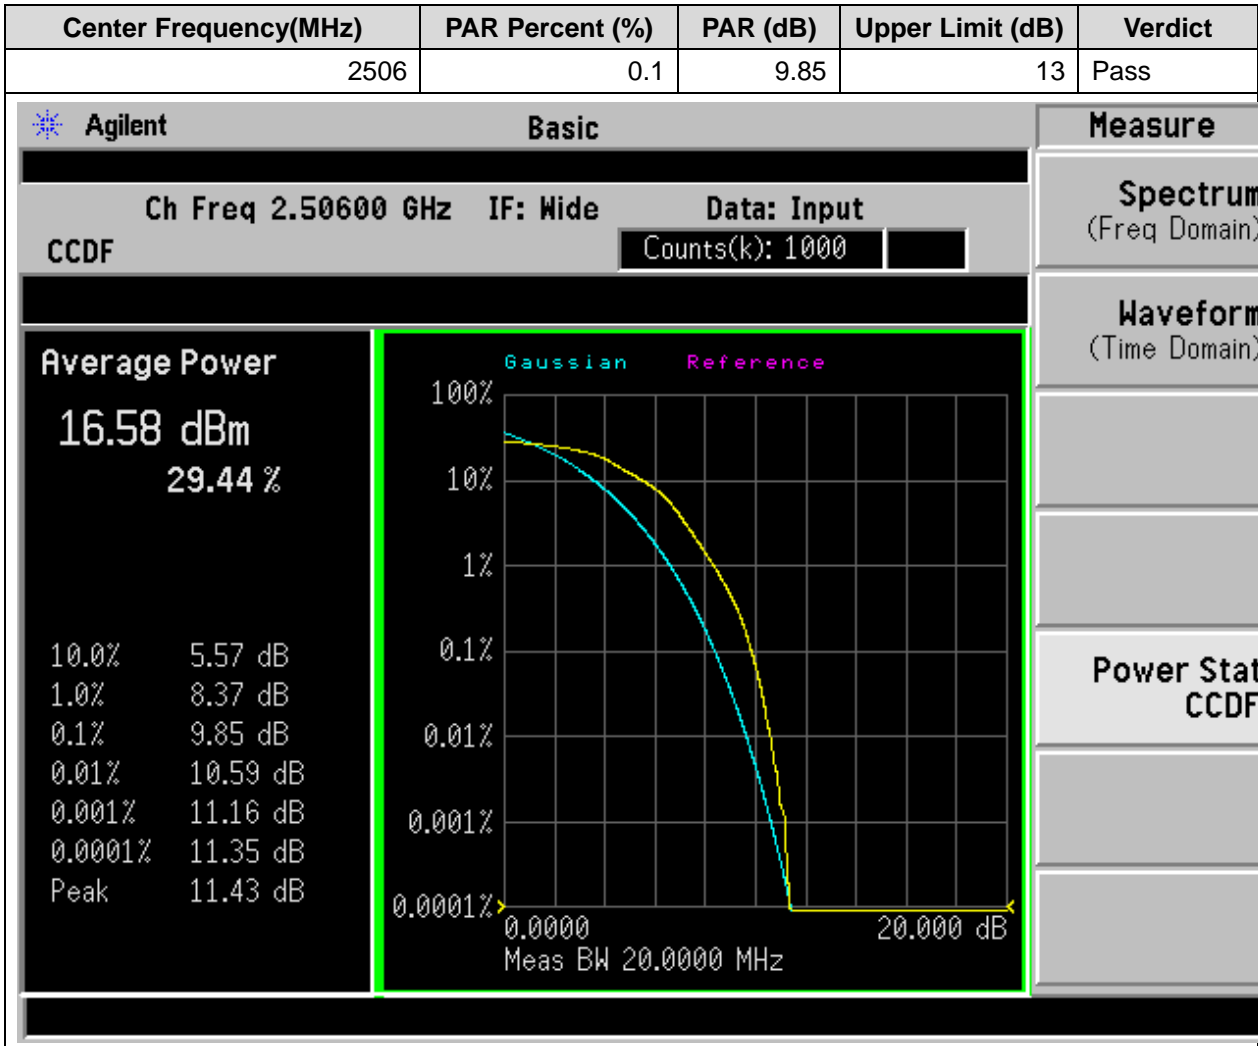 Center Frequency(MHz) PAR Percent (%) PAR (dB) Upper Limit (dB) Verdict
2506 0.1 9.85 13 Pass
Agilent Basic Measure
Ch Freq 2.50600 GHz IF: Wide Data: Input
CCDF Counts(k): 1000
Spectrum
(Freq Domain)
Waveform
(Time Domain)
Power Stat
CCDF
Average Power
16.58 dBm
29.44 %
10.0% 5.57 dB
1.0% 8.37 dB
0.1% 9.85 dB
0.01% 10.59 dB
0.001% 11.16 dB
0.0001% 11.35 dB
Peak 11.43 dB
Gaussian Reference
100%
10%
1%
0.1%
0.01%
0.001%
0.0001%
0.0000 20.000 dB
Meas BW 20.0000 MHz